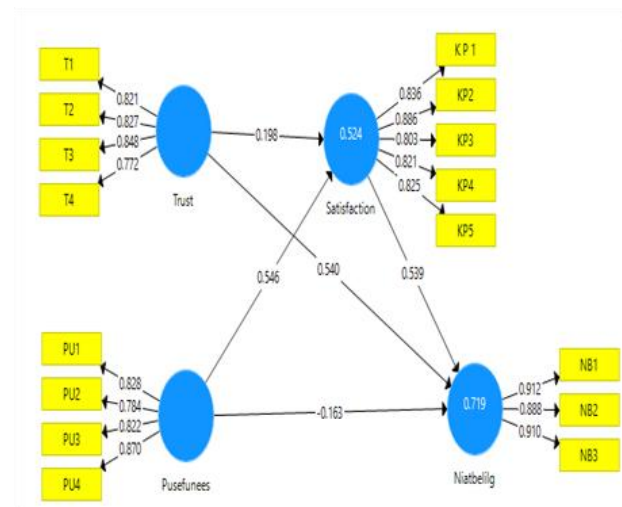 T1
T2
T3
T4
0.821
0.827
0.848
0.772
Trust
0.198
0.524
Satisfaction
0.836
0.886
0.803
0.821
0.825
K P 1
KP2
KP3
KP4
KP5
0.546
0.540
0.539
PU1
PU2
PU3
PU4
0.828
0.784
0.822
0.870
Pusefunees
-0.163
0.719
Niatbelilg
0.912
0.888
0.910
NB1
NB2
NB3